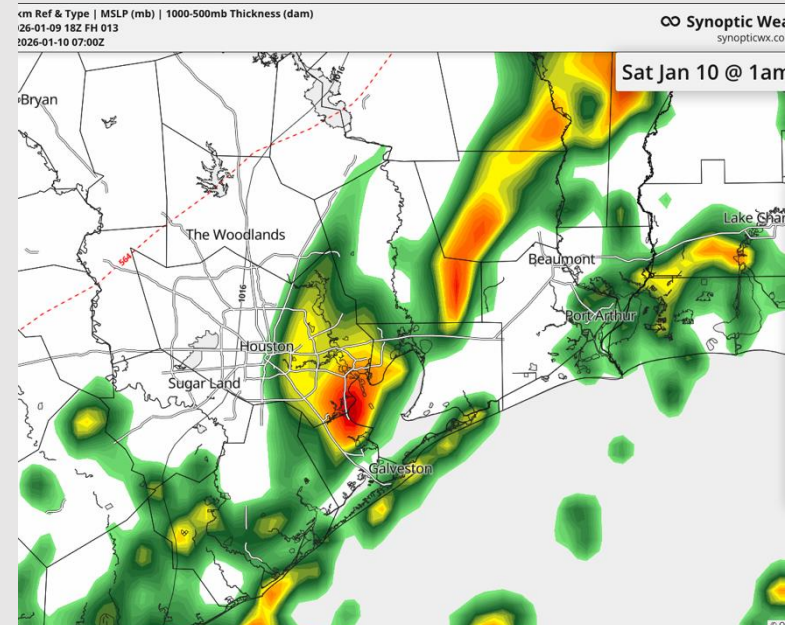 km Ref & Type | MSLP (mb) | 1000-500mb Thickness (dam)
26-01-09 18Z FH 013
2026-01-10 07:00Z
Synoptic Wea
synopticwx.co
Sat Jan 10 @ 1am
Bryan
1016
The Woodlands
Lake Char
564
Beaumont
1016
Port Arthur
Houston
Sugar Land
Galveston